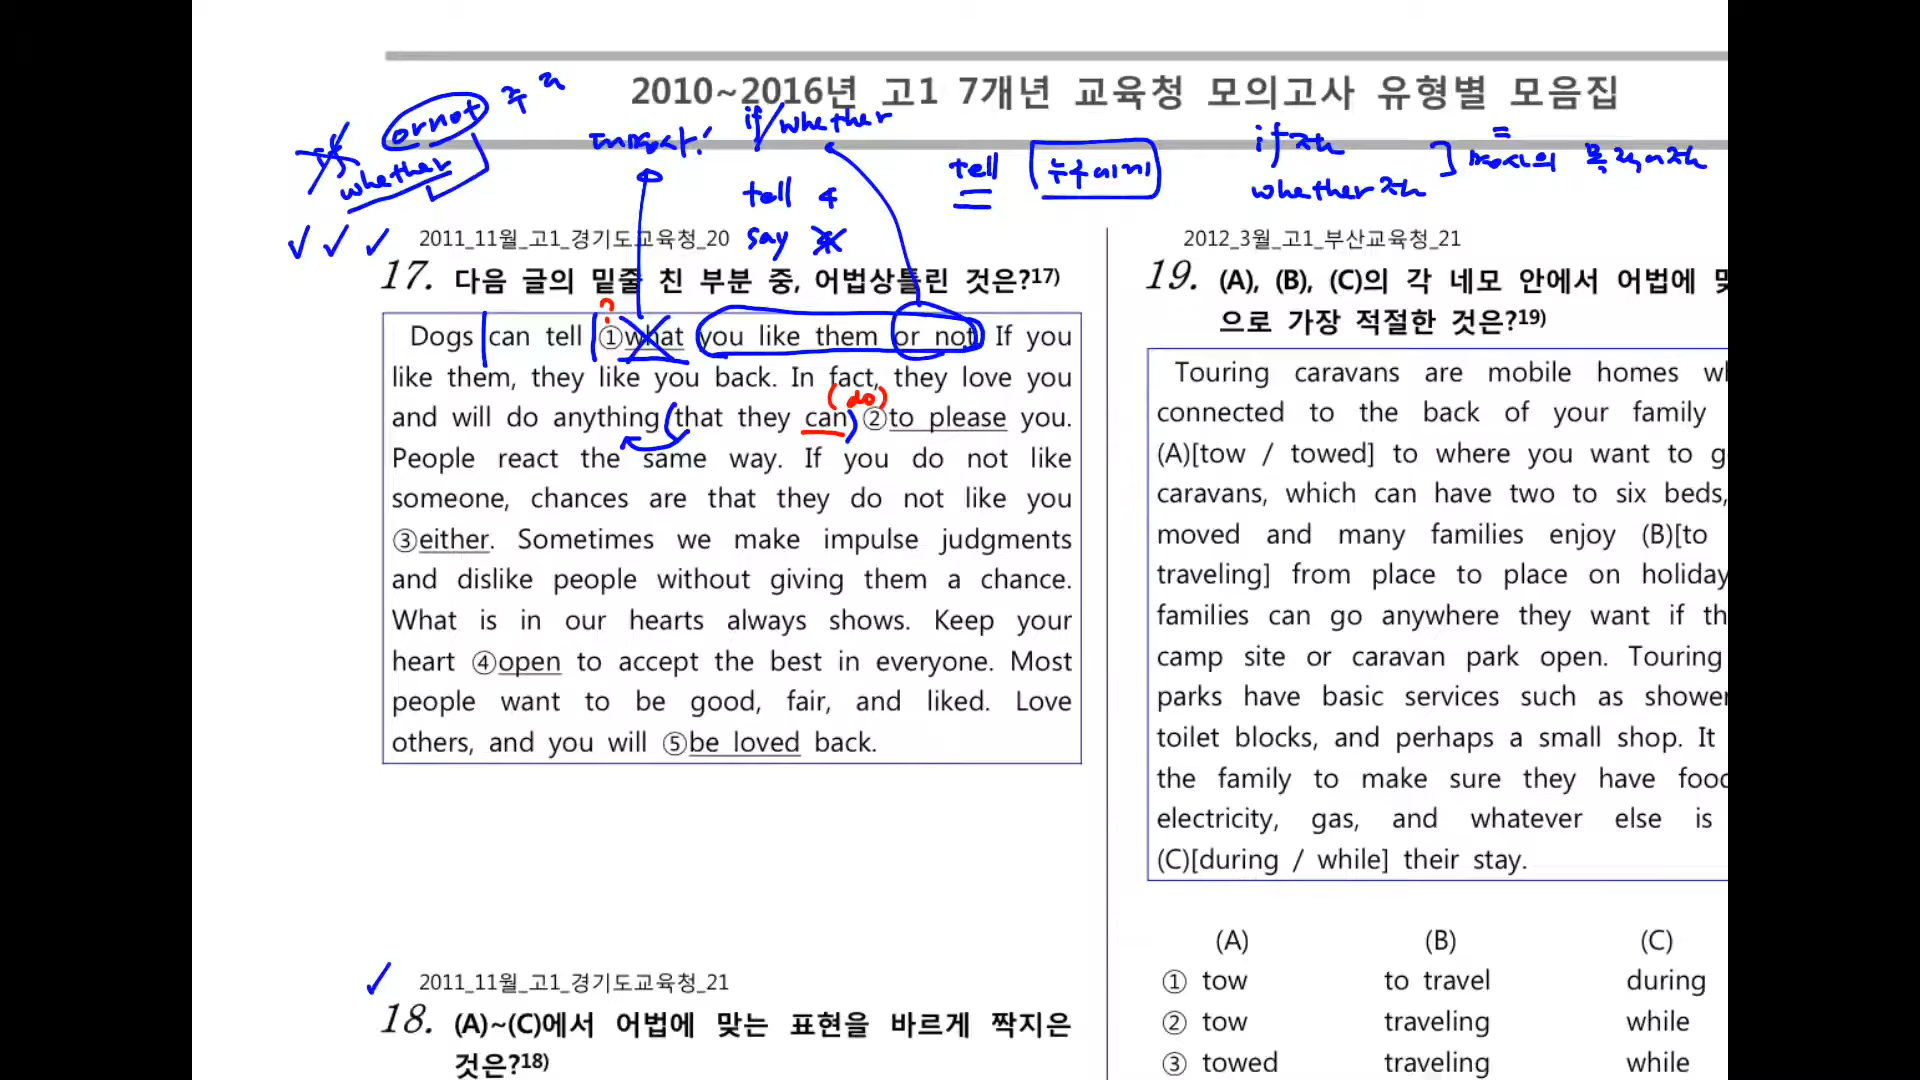 2010~2016년 고1 7개년 교육청 모의고사 유형별 모음집
or not
whether
if/whether
tell
say
tell
누구에게
if절
whether절
2011_11월_고1_경기도교육청_20
17. 다음 글의 밑줄 친 부분 중, 어법상틀린 것은?17)
Dogs can tell ①what you like them or not. If you
like them, they like you back. In fact, they love you
(do)
and will do anything that they can ②to please you.
People react the same way. If you do not like
someone, chances are that they do not like you
③either. Sometimes we make impulse judgments
and dislike people without giving them a chance.
What is in our hearts always shows. Keep your
heart ④open to accept the best in everyone. Most
people want to be good, fair, and liked. Love
others, and you will ⑤be loved back.
2011_11월_고1_경기도교육청_21
18. (A)~(C)에서 어법에 맞는 표현을 바르게 짝지은
것은?18)
2012_3월_고1_부산교육청_21
19. (A), (B), (C)의 각 네모 안에서 어법에
으로 가장 적절한 것은?19)
Touring caravans are mobile homes
connected to the back of your family
(A)[tow / towed] to where you want to
caravans, which can have two to six beds,
moved and many families enjoy (B)[to
traveling] from place to place on holiday
families can go anywhere they want if
camp site or caravan park open. Touring
parks have basic services such as shower
toilet blocks, and perhaps a small shop. It
the family to make sure they have
electricity, gas, and whatever else is
(C)[during / while] their stay.
(A) (B) (C)
① tow to travel during
② tow traveling while
③ towed traveling while